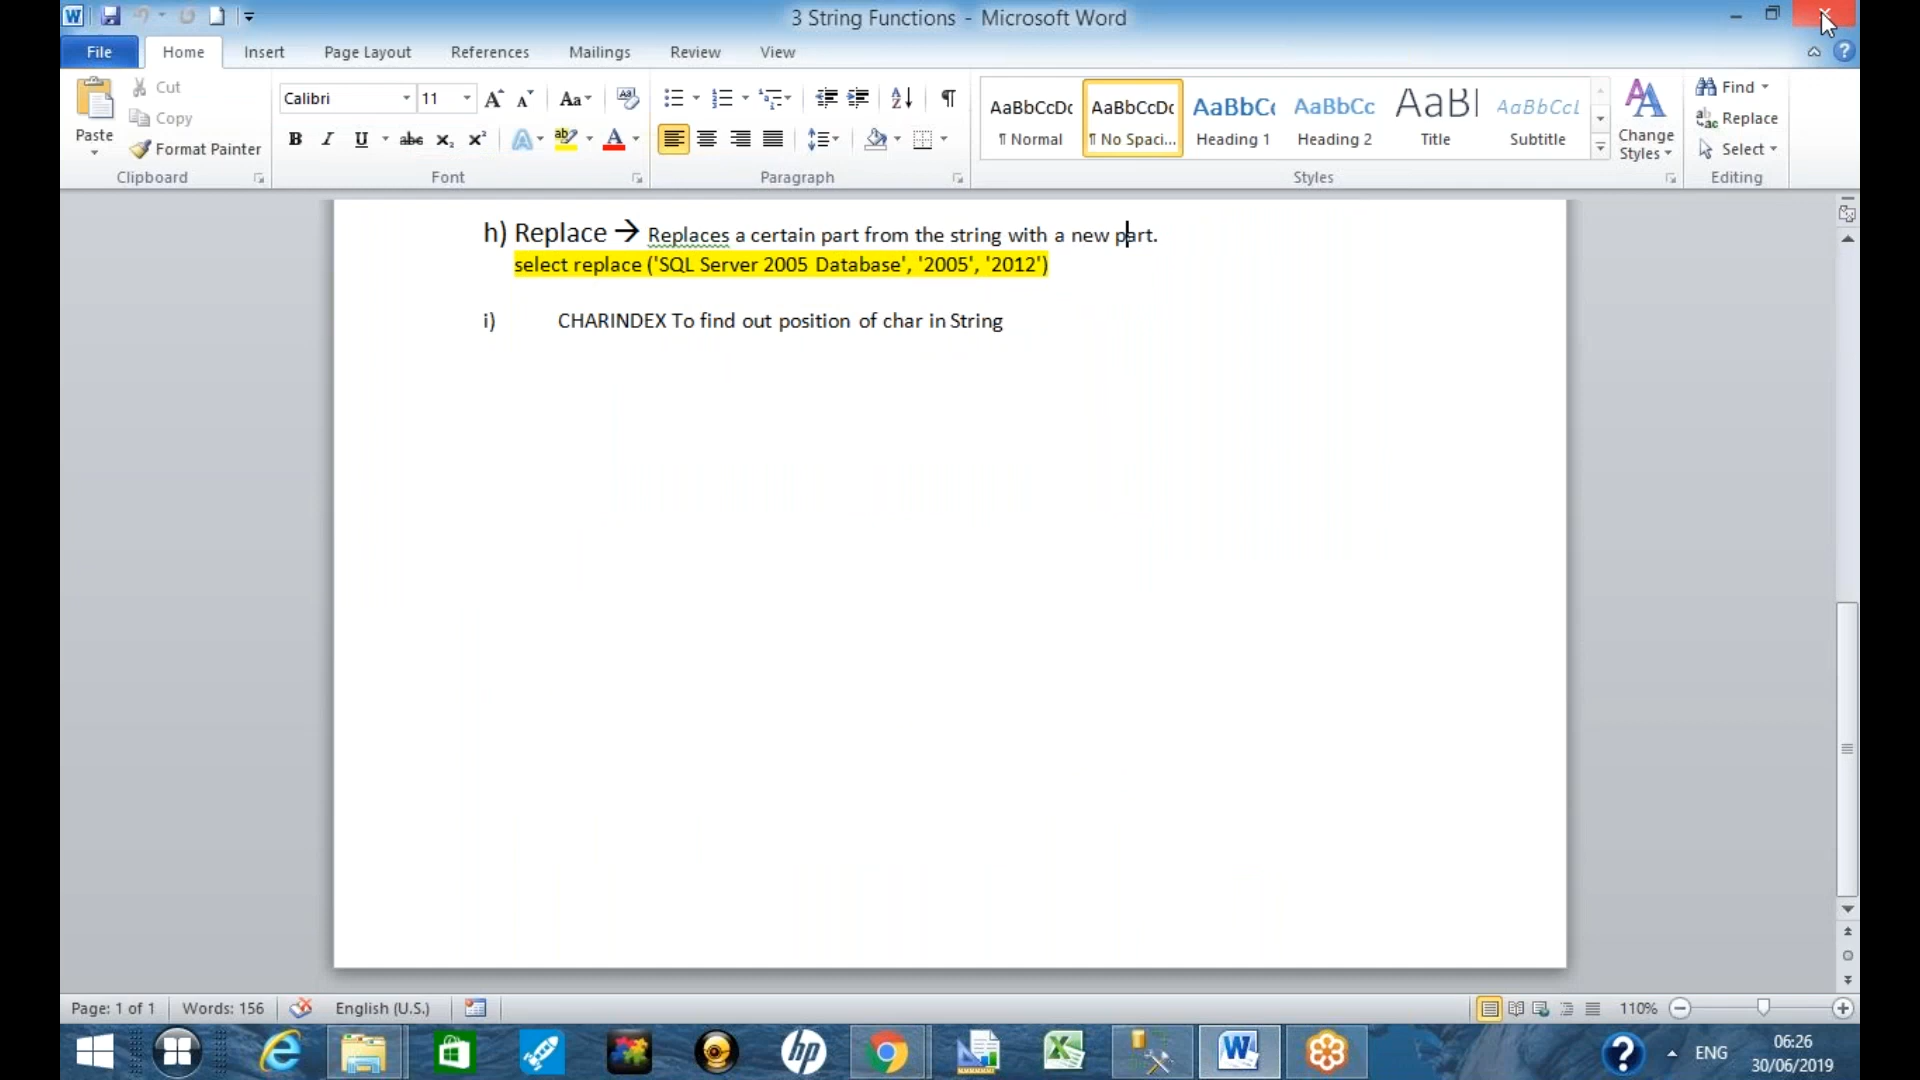 3 String Functions - Microsoft Word
File Home Insert Page Layout References Mailings Review View
Paste
Cut
Copy
Format Painter
Clipboard
Calibri 11
Font
Paragraph
AaBbCcDc AaBbCcDc AaBbC AaBbCc AaBl AaBbCcL
¶ Normal ¶ No Spaci... Heading 1 Heading 2 Title Subtitle
Styles
Change Styles
Find
Replace
Select
Editing
h) Replace → Replaces a certain part from the string with a new part.
select replace ('SQL Server 2005 Database', '2005', '2012')
i) CHARINDEX To find out position of char in String
Page: 1 of 1 Words: 156 English (U.S.) 110%
ENG
06:26
30/06/2019